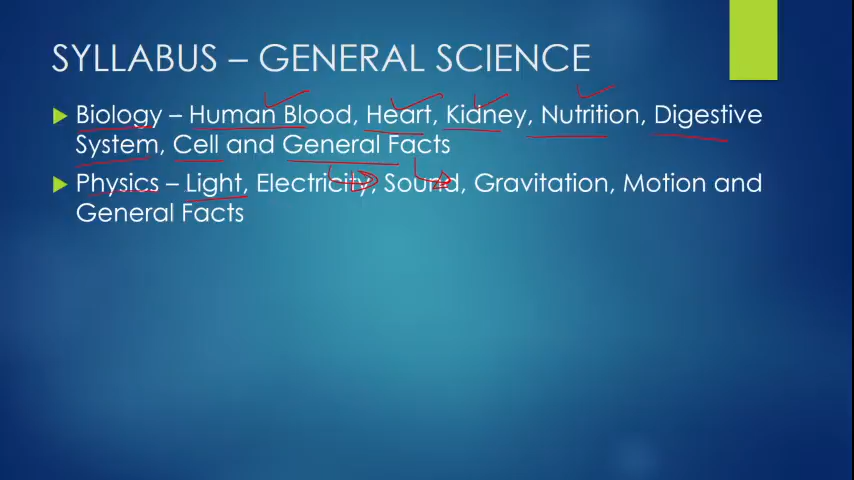 SYLLABUS – GENERAL SCIENCE
Biology – Human Blood, Heart, Kidney, Nutrition, Digestive
System, Cell and General Facts
Physics – Light, Electricity, Sound, Gravitation, Motion and
General Facts